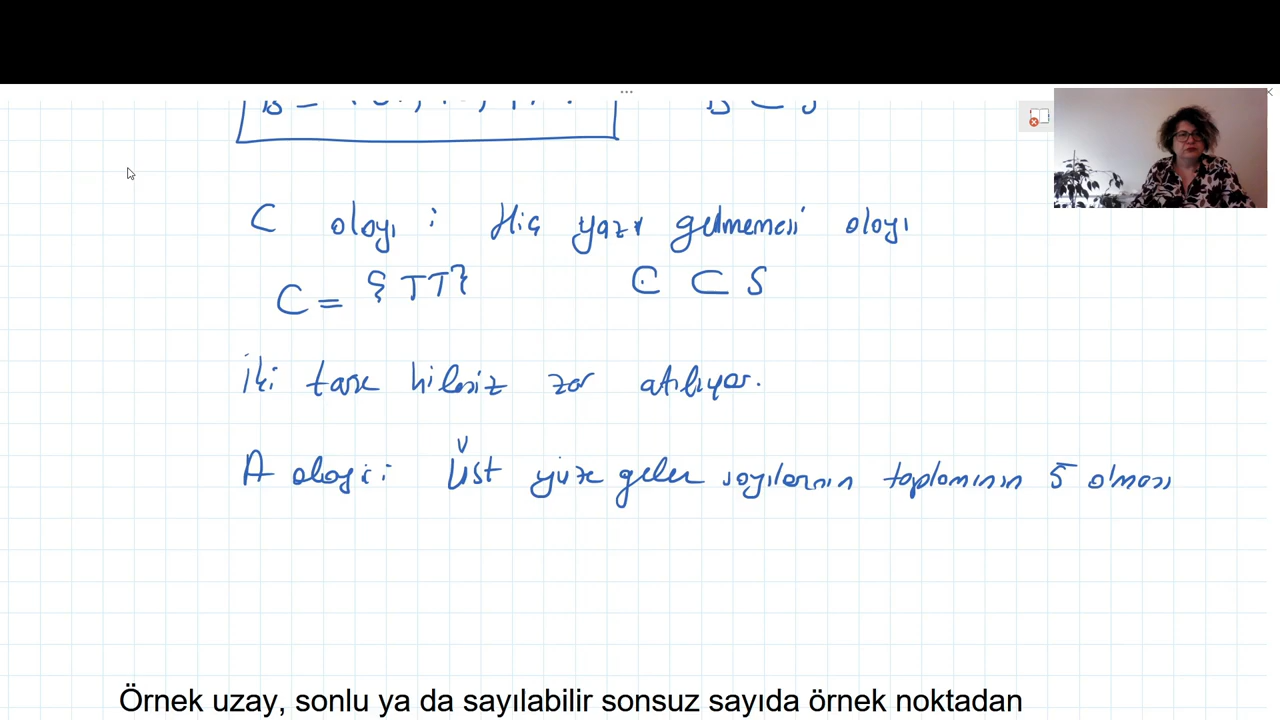 C olayı : Hiç yazı gelmemesi olayı
C = {TT} C ⊂ S
İki tane hilesiz zar atılıyor.
A olayı: Üst yüze gelen sayılarının toplamının 5 olması
Örnek uzay, sonlu ya da sayılabilir sonsuz sayıda örnek noktadan